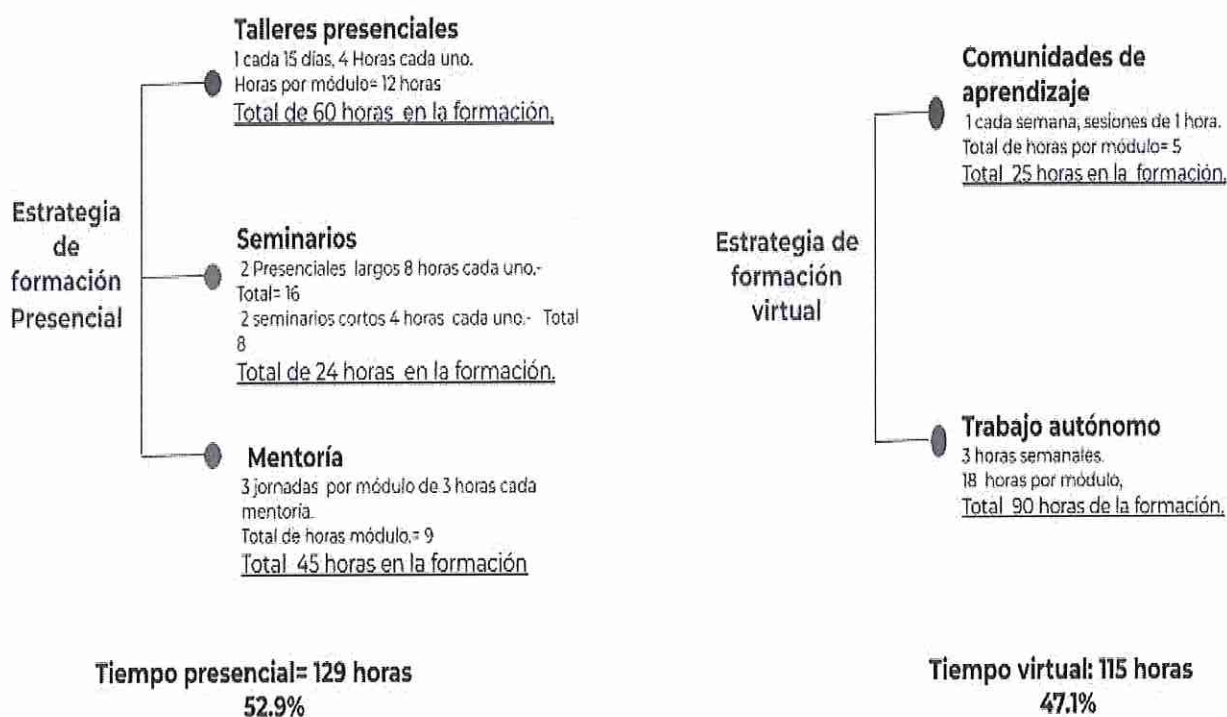 Estrategia
de
formación
Presencial
Talleres presenciales
1 cada 15 días, 4 Horas cada uno.
Horas por módulo= 12 horas
Total de 60 horas en la formación.
Seminarios
2 Presenciales largos 8 horas cada uno.-
Total= 16
2 seminarios cortos 4 horas cada uno.- Total
8
Total de 24 horas en la formación.
Mentoría
3 jornadas por módulo de 3 horas cada
mentoría.
Total de horas módulo.= 9
Total 45 horas en la formación
Tiempo presencial= 129 horas
52.9%
Estrategia de
formación
virtual
Comunidades de
aprendizaje
1 cada semana, sesiones de 1 hora.
Total de horas por módulo= 5
Total 25 horas en la formación.
Trabajo autónomo
3 horas semanales.
18 horas por módulo,
Total 90 horas de la formación.
Tiempo virtual: 115 horas
47.1%